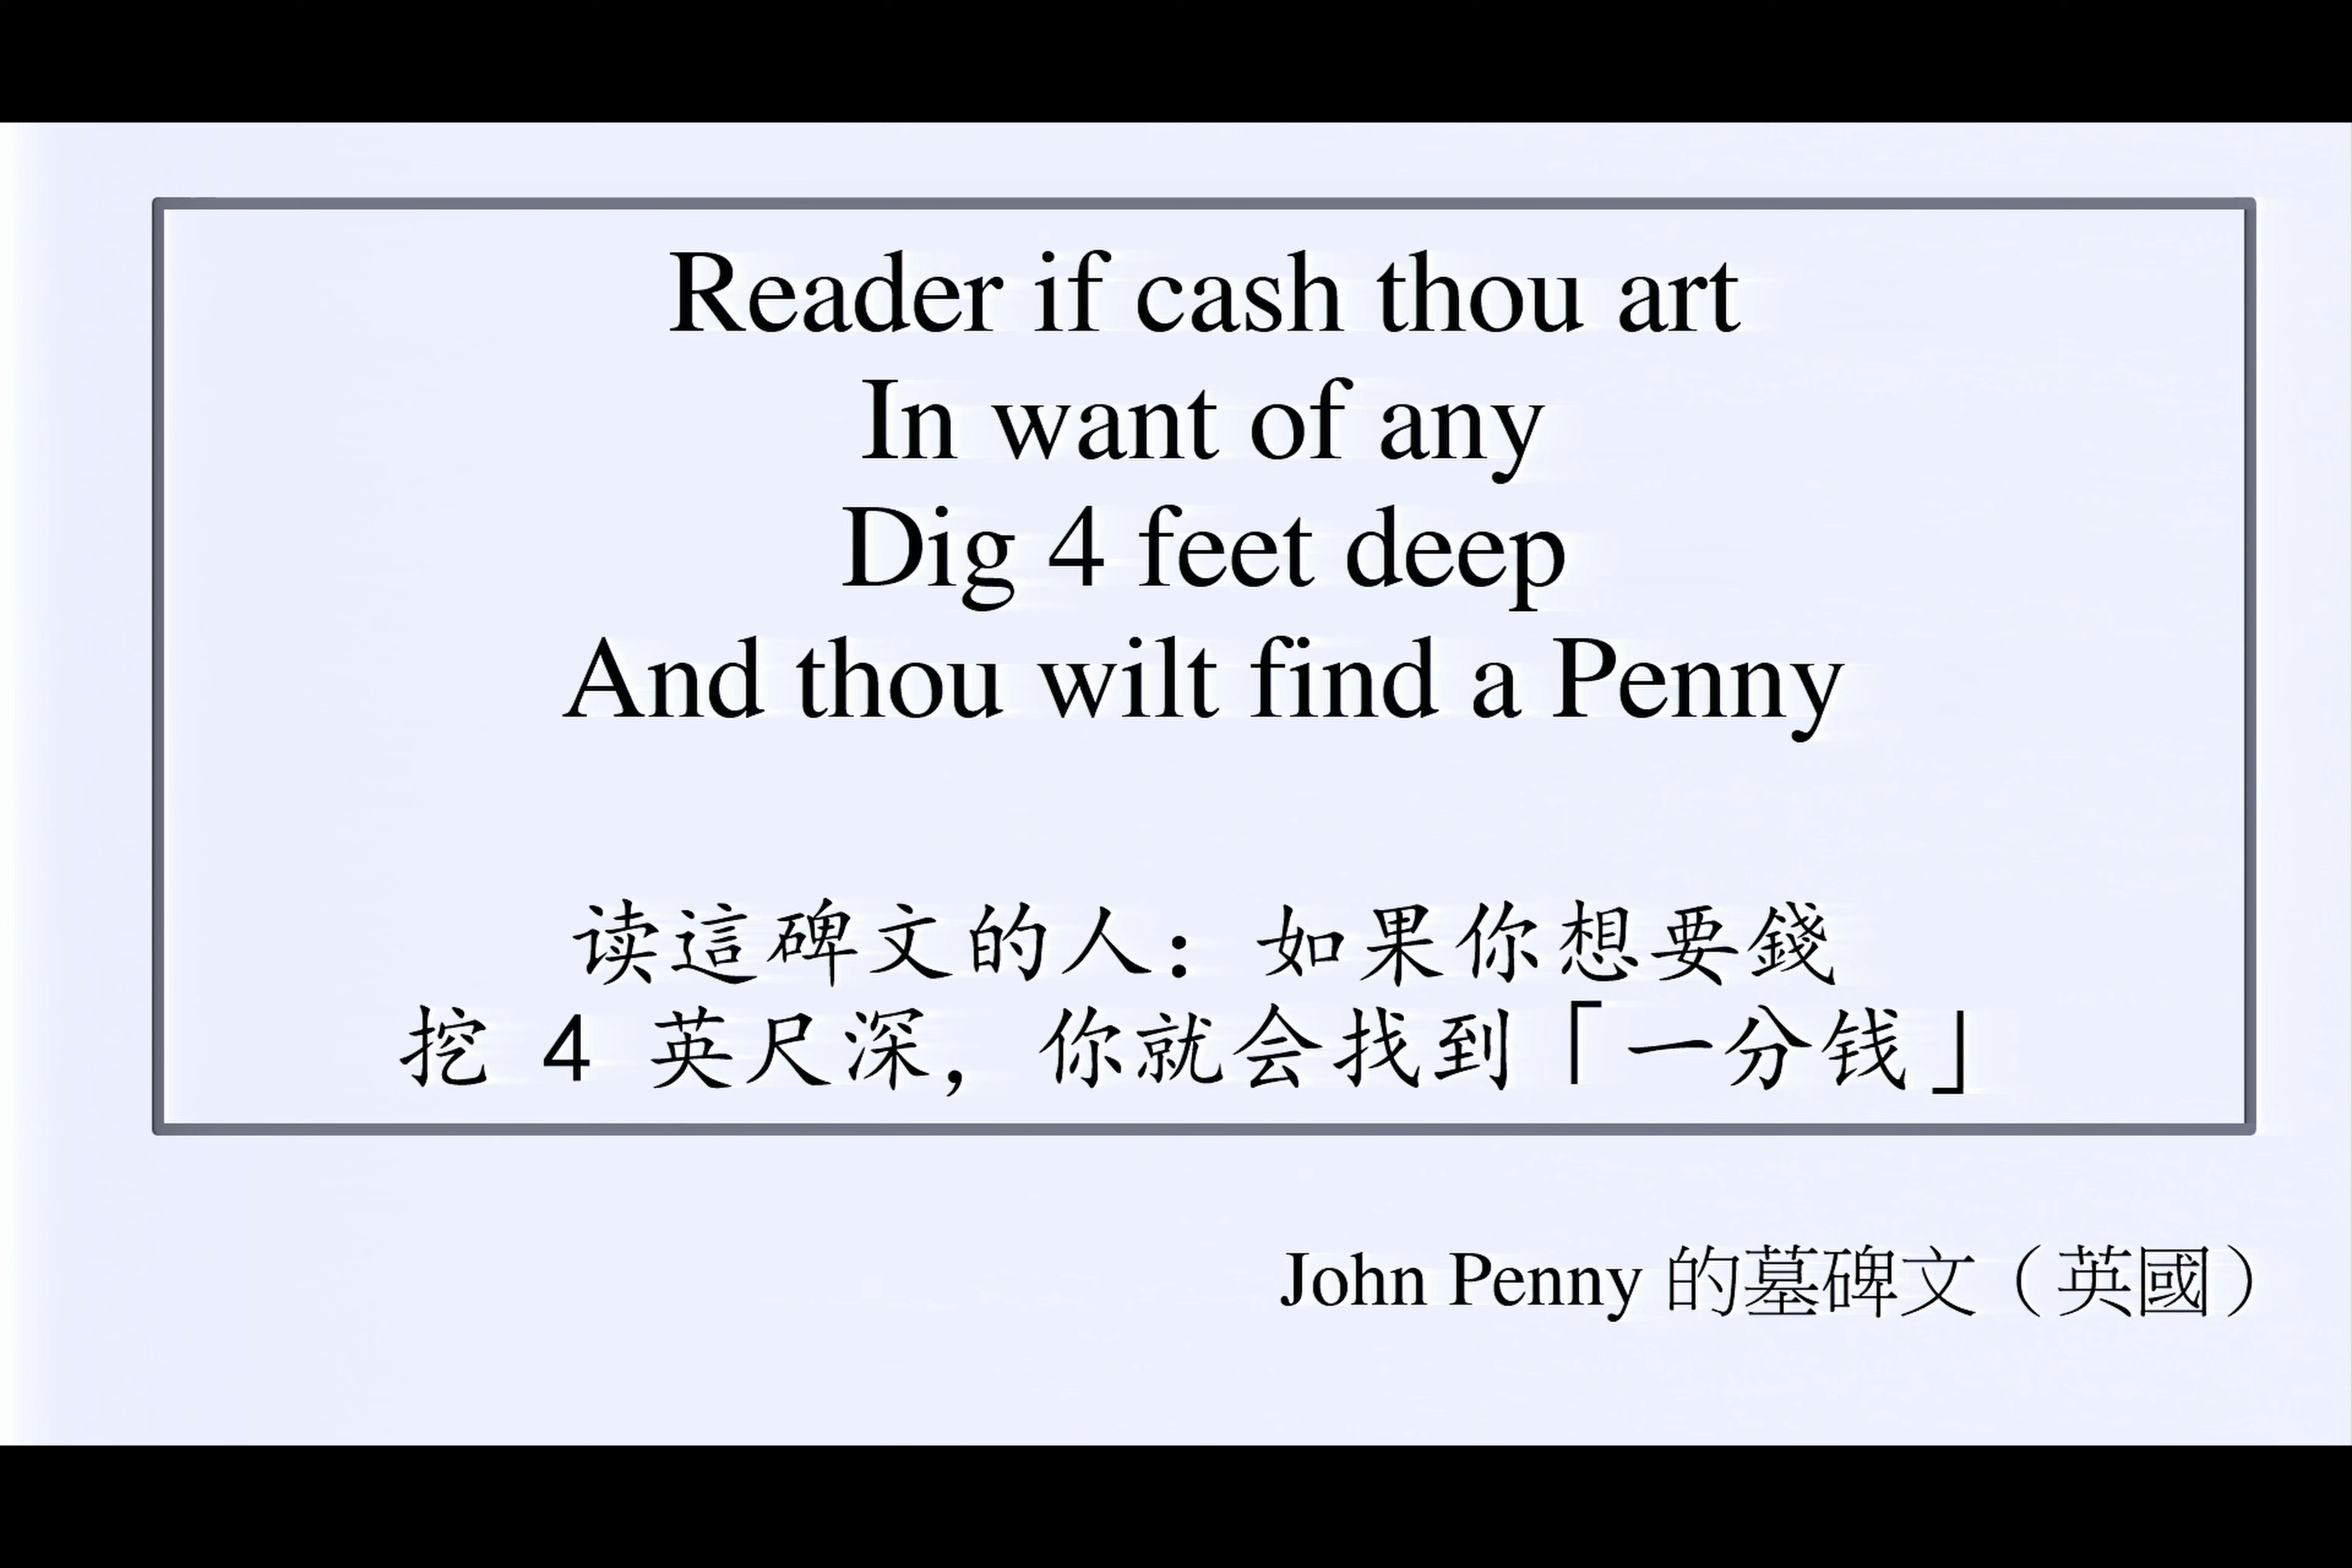 Reader if cash thou art
In want of any
Dig 4 feet deep
And thou wilt find a Penny
读這碑文的人：如果你想要錢
挖 4 英尺深，你就会找到「一分钱」
John Penny 的墓碑文（英國）